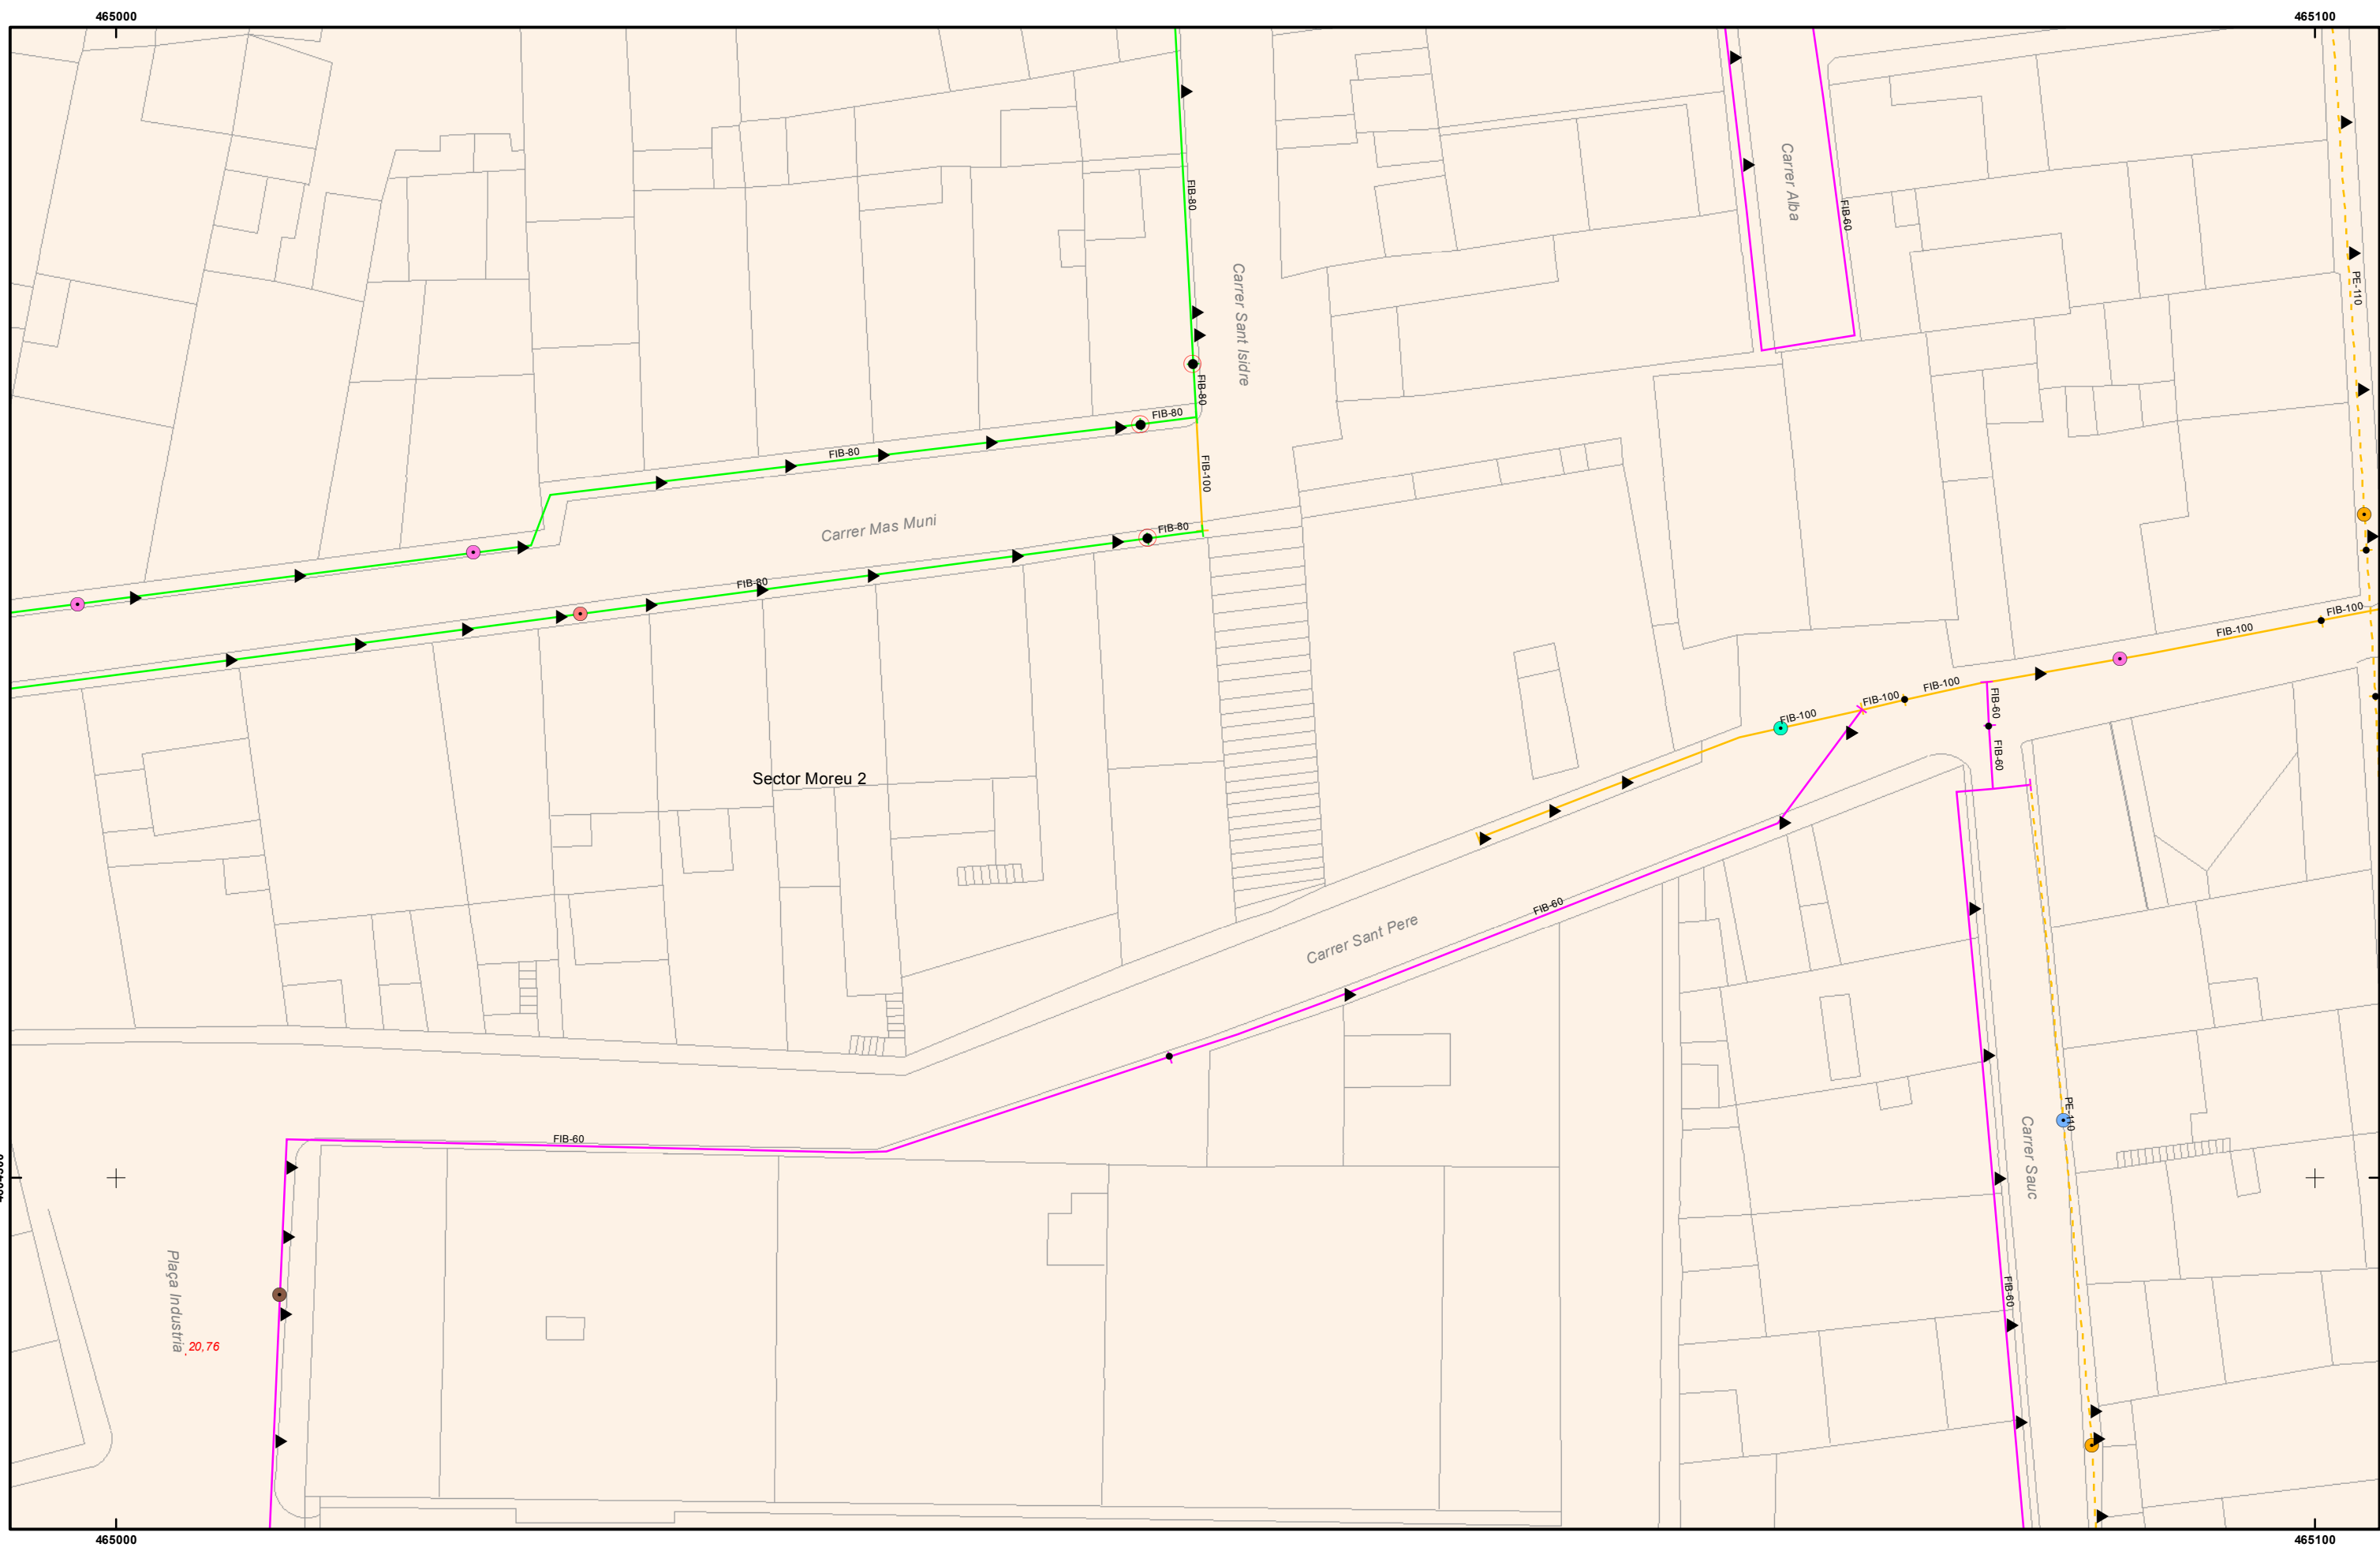 465000
465100
Carrer Alba
FIB-80
FIB-60
Carrer Sant Isidre
PE-110
FIB-80
FIB-80
FIB-80
FIB-100
Carrer Mas Muni
FIB-80
FIB-80
FIB-100
FIB-100
FIB-100
FIB-100
FIB-100
FIB-60
FIB-60
Sector Moreu 2
FIB-60
Carrer Sant Pere
PE-110
FIB-60
Carrer Sauc
Plaça Industria
FIB-60
20,76
465000
465100